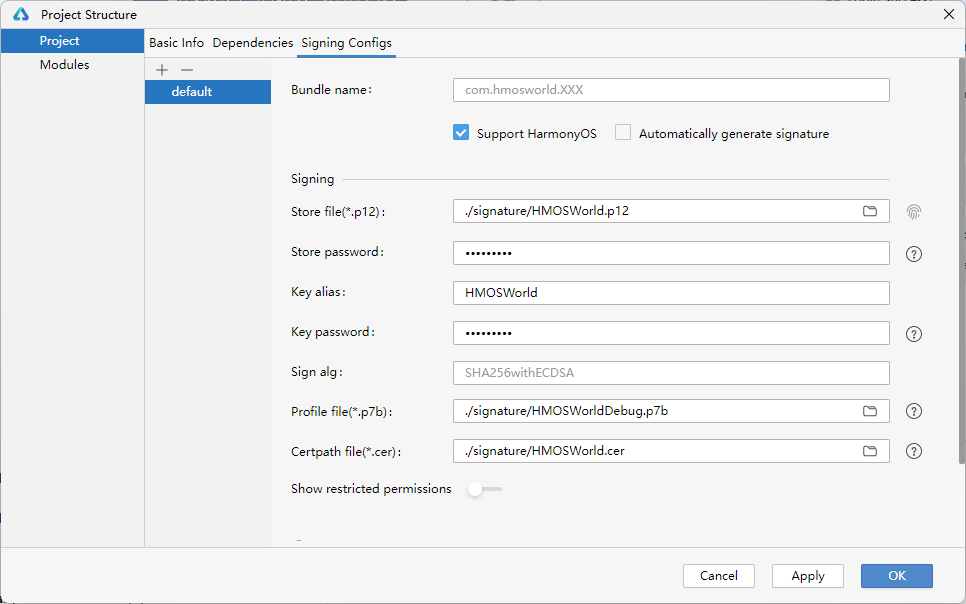 Project Structure
Project
Modules
Basic Info Dependencies Signing Configs
default
Bundle name:
com.hmosworld.XXX
Support HarmonyOS
Automatically generate signature
Signing
Store file(*.p12):
./signature/HMOSWorld.p12
Store password:
•••••••••
?
Key alias:
HMOSWorld
Key password:
•••••••••
?
Sign alg:
SHA256withECDSA
Profile file(*.p7b):
./signature/HMOSWorldDebug.p7b
?
Certpath file(*.cer):
./signature/HMOSWorld.cer
?
Show restricted permissions
Cancel
Apply
OK